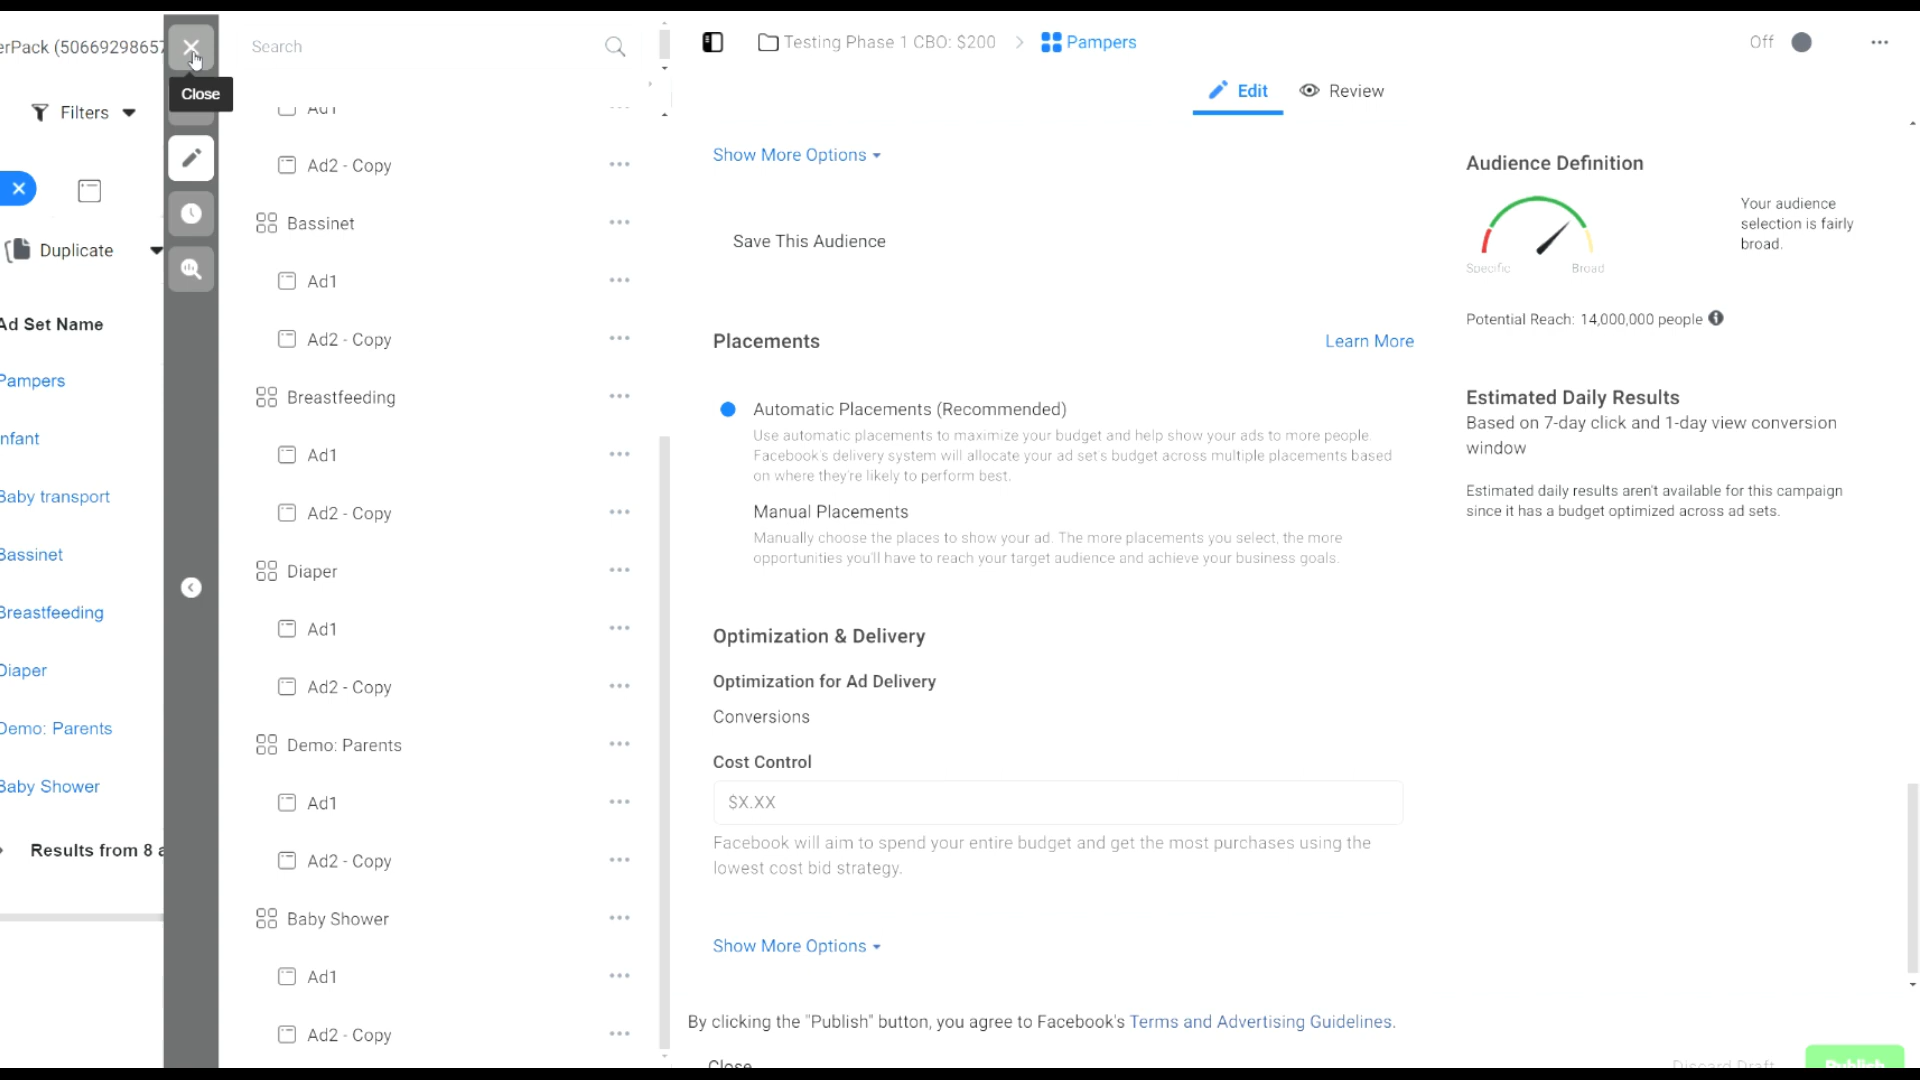 erPack (50669298657
Close
Filters
Duplicate
Ad Set Name
Pampers
nfant
Baby transport
Bassinet
Breastfeeding
Diaper
Demo: Parents
Baby Shower
Results from 8 a
Search
Ad1
Ad2 - Copy
Bassinet
Ad1
Ad2 - Copy
Breastfeeding
Ad1
Ad2 - Copy
Diaper
Ad1
Ad2 - Copy
Demo: Parents
Ad1
Ad2 - Copy
Baby Shower
Ad1
Ad2 - Copy
Testing Phase 1 CBO: $200 > Pampers
Off
Edit
Review
Show More Options
Save This Audience
Placements
Learn More
Automatic Placements (Recommended)
Use automatic placements to maximize your budget and help show your ads to more people.
Facebook's delivery system will allocate your ad set's budget across multiple placements based
on where they're likely to perform best.
Manual Placements
Manually choose the places to show your ad. The more placements you select, the more
opportunities you'll have to reach your target audience and achieve your business goals.
Optimization & Delivery
Optimization for Ad Delivery
Conversions
Cost Control
$X.XX
Facebook will aim to spend your entire budget and get the most purchases using the
lowest cost bid strategy.
Show More Options
By clicking the "Publish" button, you agree to Facebook's Terms and Advertising Guidelines.
Close
Discard Draft
Publish
Audience Definition
Specific
Broad
Your audience
selection is fairly
broad.
Potential Reach: 14,000,000 people
Estimated Daily Results
Based on 7-day click and 1-day view conversion
window
Estimated daily results aren't available for this campaign
since it has a budget optimized across ad sets.